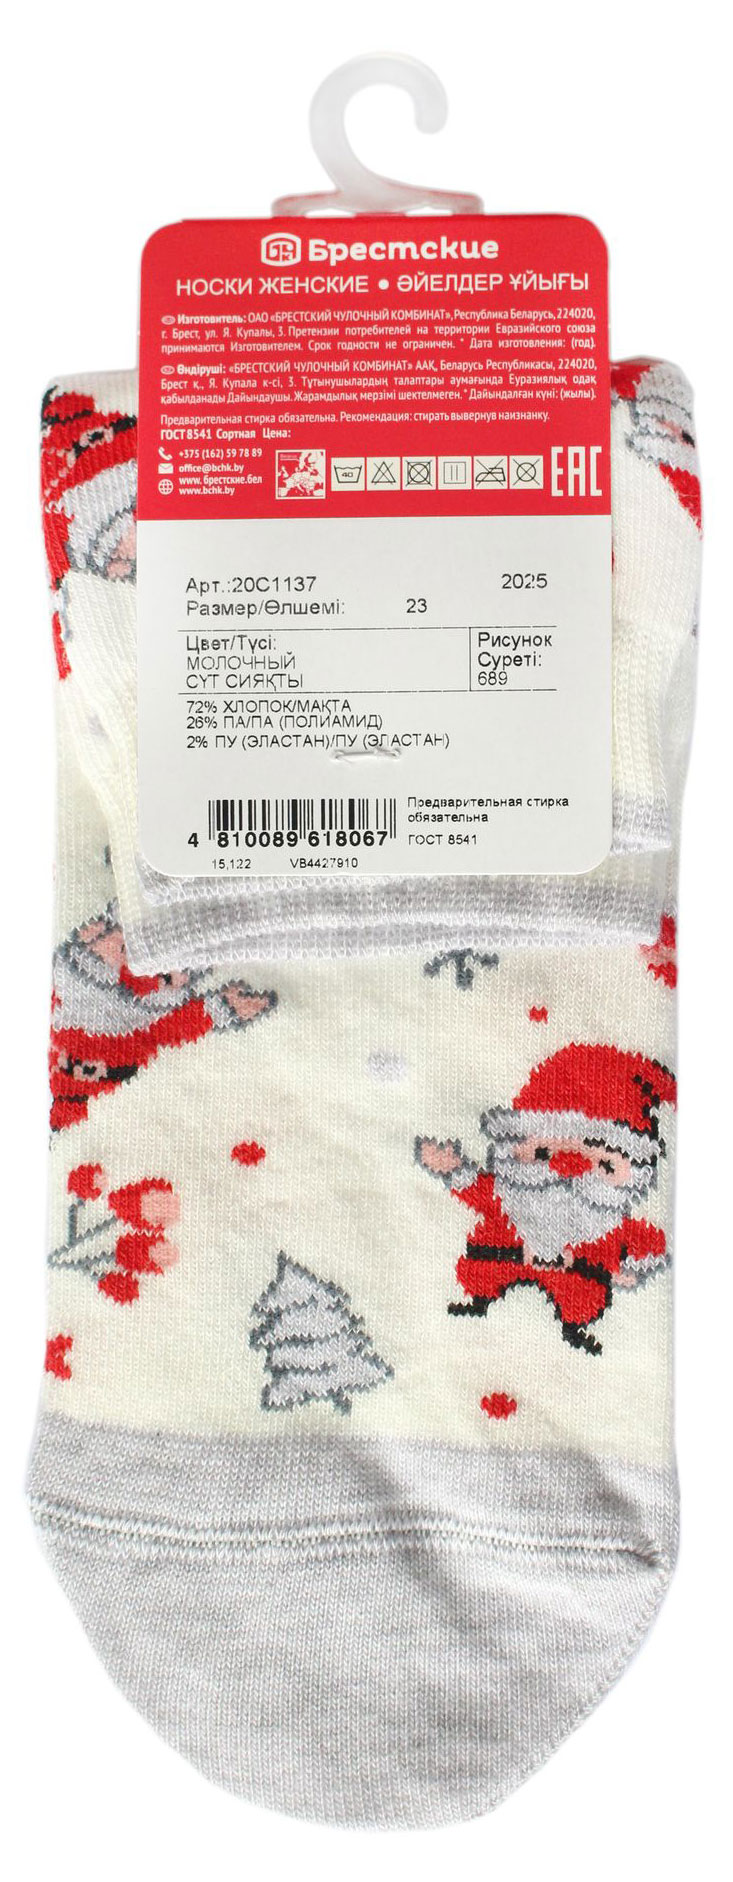 Брестские
НОСКИ ЖЕНСКИЕ • ӘЙЕЛДЕР ҰЙЫҒЫ
Изготовитель: ОАО «БРЕСТСКИЙ ЧУЛОЧНЫЙ КОМБИНАТ», Республика Беларусь, 224020,
г. Брест, ул. Я. Купалы, 3. Претензии потребителей на территории Евразийского союза
принимаются Изготовителем. Срок годности не ограничен. * Дата изготовления: (год).
Өндіруші: «БРЕСТСКИЙ ЧУЛОЧНЫЙ КОМБИНАТ» ААҚ, Беларусь Республикасы, 224020,
Брест қ., Я. Купала к-сі, 3. Тұтынушылардың талаптары аумағында Еуразиялық одақ
қабылданады Дайындаушы. Жарамдылық мерзімі шектелмеген. * Дайындалған күні: (жылы).
Предварительная стирка обязательна. Рекомендация: стирать вывернув наизнанку.
ГОСТ 8541 Сортная Цена:
+375 (162) 59 78 89
office@bchk.by
www. брестские.бел
www.bchk.by
40
EAC
Арт.:20С1137 2025
Размер/Өлшемі: 23
Цвет/Түсі: Рисунок
МОЛОЧНЫЙ Суреті:
СҮТ СИЯҚТЫ 689
72% ХЛОПОК/МАҚТА
26% ПА/ПА (ПОЛИАМИД)
2% ПУ (ЭЛАСТАН)/ПУ (ЭЛАСТАН)
Предварительная стирка
обязательна
4 810089 618067 ГОСТ 8541
15,122 VB4427910